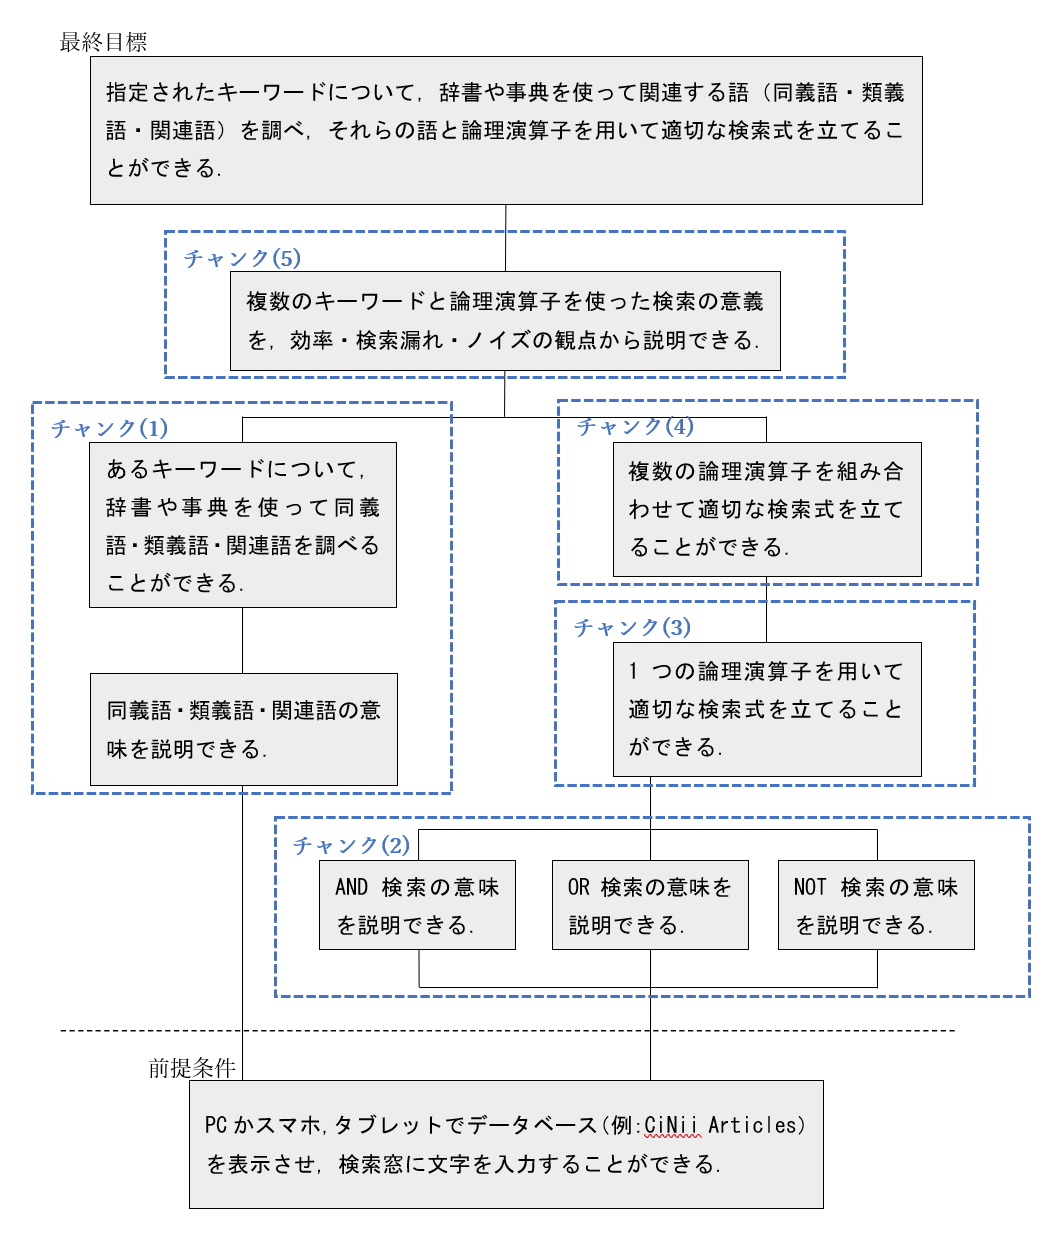 最終目標
指定されたキーワードについて，辞書や事典を使って関連する語（同義語・類義
語・関連語）を調べ，それらの語と論理演算子を用いて適切な検索式を立てるこ
とができる．
チャンク(5)
複数のキーワードと論理演算子を使った検索の意義
を，効率・検索漏れ・ノイズの観点から説明できる．
チャンク(1)
あるキーワードについて，
辞書や事典を使って同義
語・類義語・関連語を調べる
ことができる．
同義語・類義語・関連語の意
味を説明できる．
チャンク(4)
複数の論理演算子を組み合
わせて適切な検索式を立て
ることができる．
チャンク(3)
1 つの論理演算子を用いて
適切な検索式を立てること
ができる．
チャンク(2)
AND 検索の意味
を説明できる．
OR 検索の意味を
説明できる．
NOT 検索の意味
を説明できる．
前提条件
PCかスマホ，タブレットでデータベース(例:CiNii Articles)
を表示させ，検索窓に文字を入力することができる．